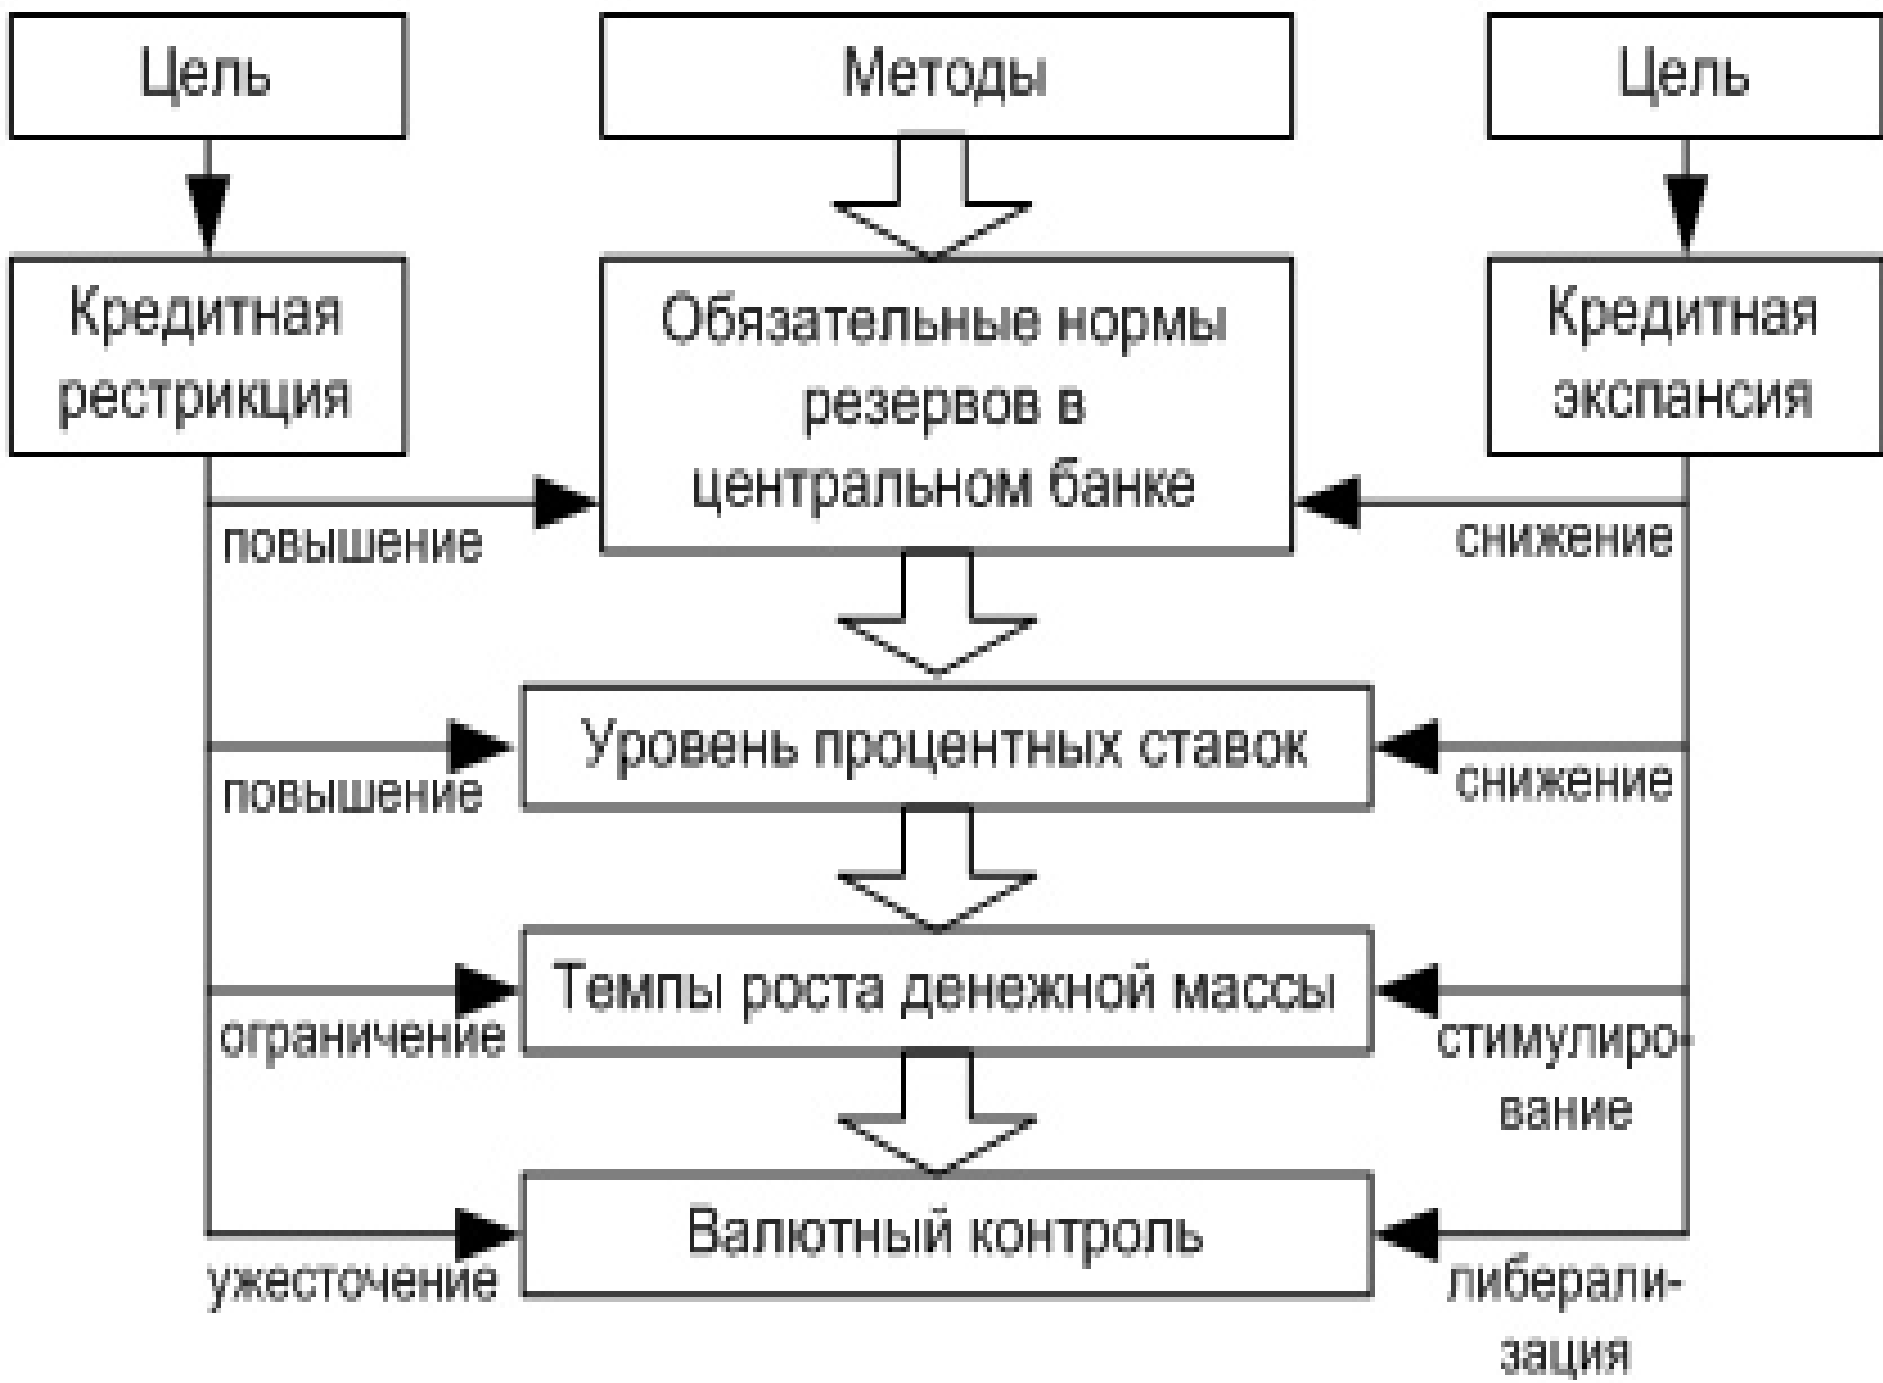 Цель
Методы
Цель
Кредитная
рестрикция
Обязательные нормы
резервов в
центральном банке
Кредитная
экспансия
повышение
снижение
Уровень процентных ставок
повышение
снижение
Темпы роста денежной массы
ограничение
стимулиро-
вание
Валютный контроль
ужесточение
либерали-
зация